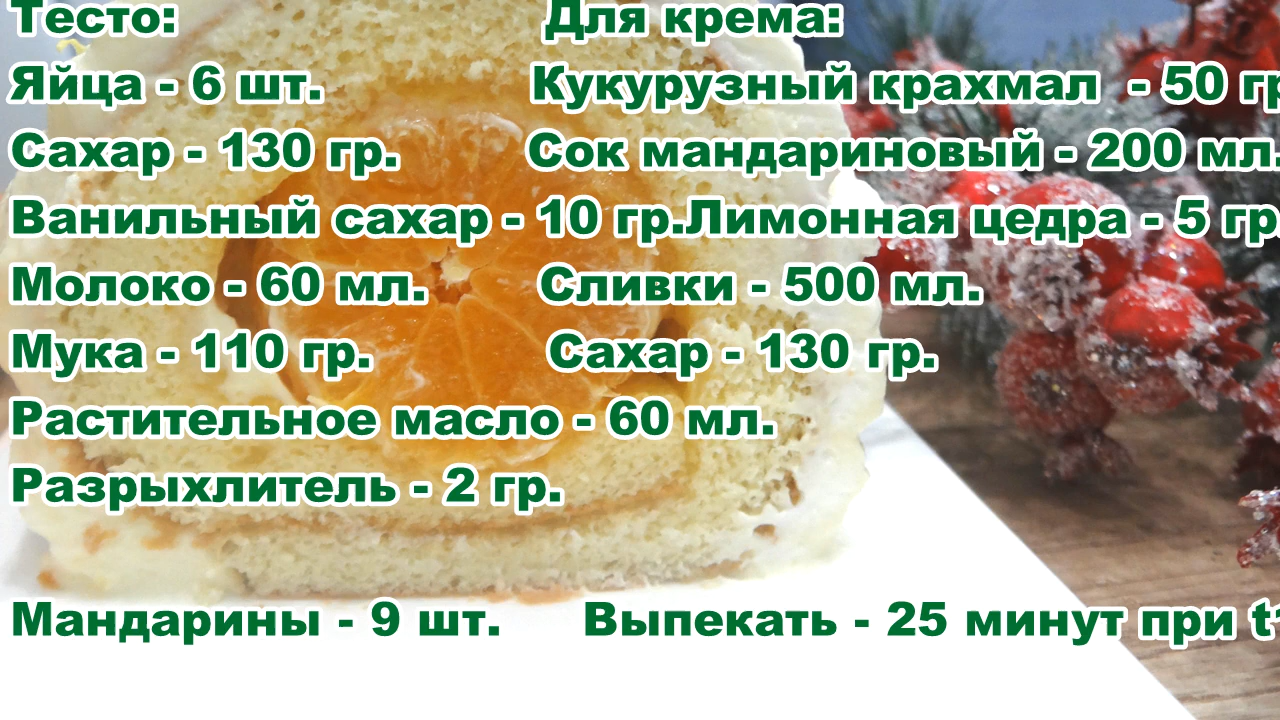 Тесто: Для крема:
Яйца - 6 шт. Кукурузный крахмал - 50 гр
Сахар - 130 гр. Сок мандариновый - 200 мл.
Ванильный сахар - 10 гр.Лимонная цедра - 5 гр
Молоко - 60 мл. Сливки - 500 мл.
Мука - 110 гр. Сахар - 130 гр.
Растительное масло - 60 мл.
Разрыхлитель - 2 гр.
Мандарины - 9 шт. Выпекать - 25 минут при t